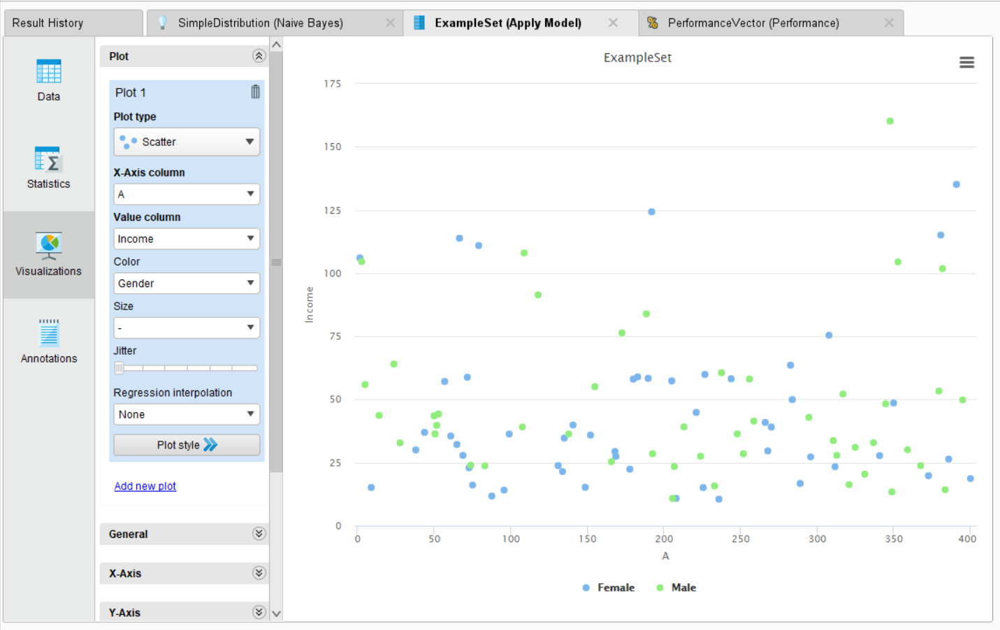 Result History
SimpleDistribution (Naive Bayes)
ExampleSet (Apply Model)
PerformanceVector (Performance)
Data
Statistics
Visualizations
Annotations
Plot
Plot 1
Plot type
Scatter
X-Axis column
A
Value column
Income
Color
Gender
Size
-
Jitter
Regression interpolation
None
Plot style
Add new plot
General
X-Axis
Y-Axis
ExampleSet
175
150
125
100
75
50
25
0
Income
0 50 100 150 200 250 300 350 400
A
Female Male